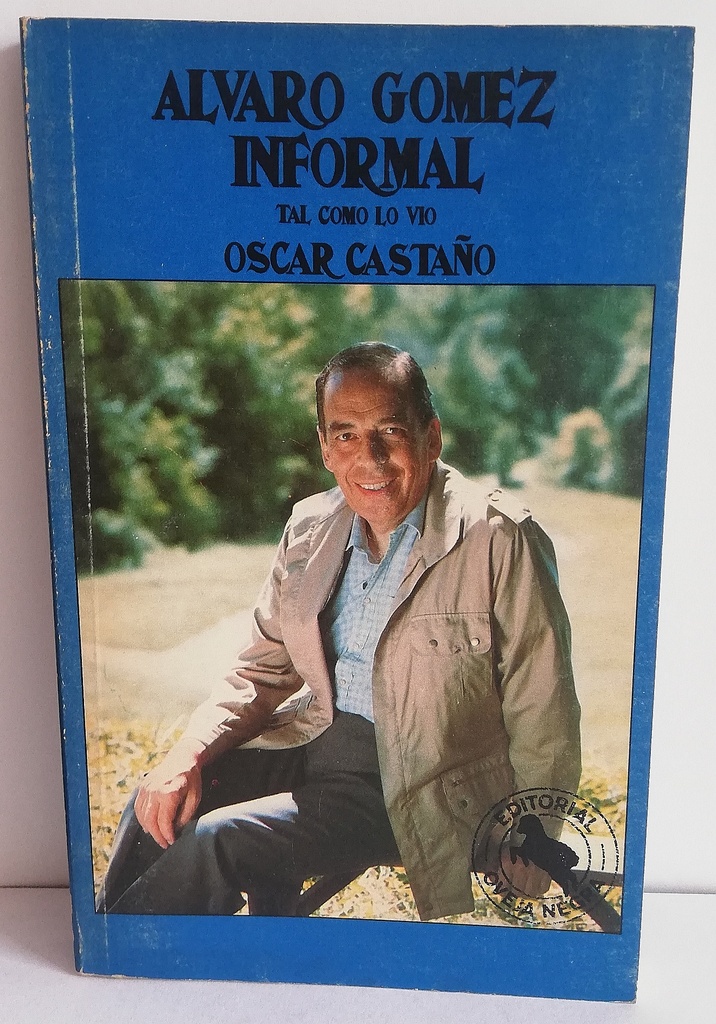 ALVARO GOMEZ
INFORMAL
TAL COMO LO VIO
OSCAR CASTAÑO
EDITORIAL
OVEJA NEGRA